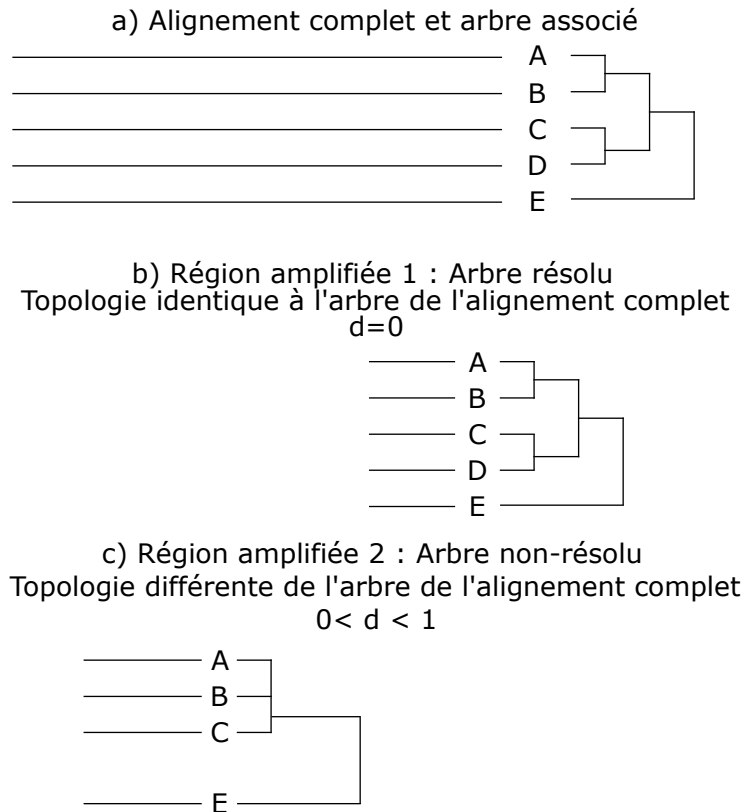 a) Alignement complet et arbre associé
A
B
C
D
E
b) Région amplifiée 1 : Arbre résolu
Topologie identique à l'arbre de l'alignement complet
d=0
A
B
C
D
E
c) Région amplifiée 2 : Arbre non-résolu
Topologie différente de l'arbre de l'alignement complet
0< d < 1
A
B
C
E